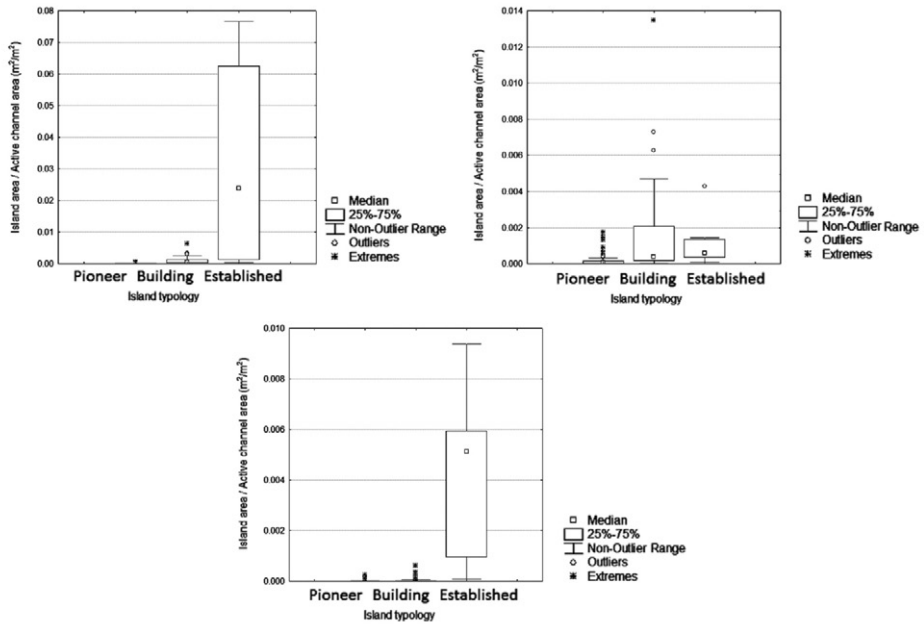 Island area / Active channel area (m²/m²)
0.08
0.07
0.06
0.05
0.04
0.03
0.02
0.01
0.00
Pioneer Building Established
Island typology
Median
25%-75%
Non-Outlier Range
Outliers
Extremes
Island area / Active channel area (m²/m²)
0.014
0.012
0.010
0.008
0.006
0.004
0.002
0.000
Pioneer Building Established
Island typology
Median
25%-75%
Non-Outlier Range
Outliers
Extremes
Island area / Active channel area (m²/m²)
0.010
0.008
0.006
0.004
0.002
0.000
Pioneer Building Established
Island typology
Median
25%-75%
Non-Outlier Range
Outliers
Extremes